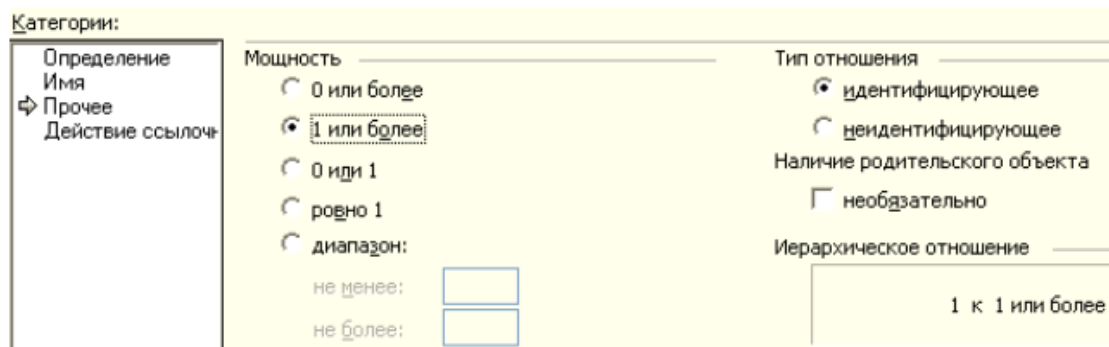 Категории:
Определение
Имя
Прочее
Действие ссылочн
Мощность
0 или более
1 или более
0 или 1
ровно 1
диапазон:
не менее:
не более:
Тип отношения
идентифицирующее
неидентифицирующее
Наличие родительского объекта
необязательно
Иерархическое отношение
1 к 1 или более